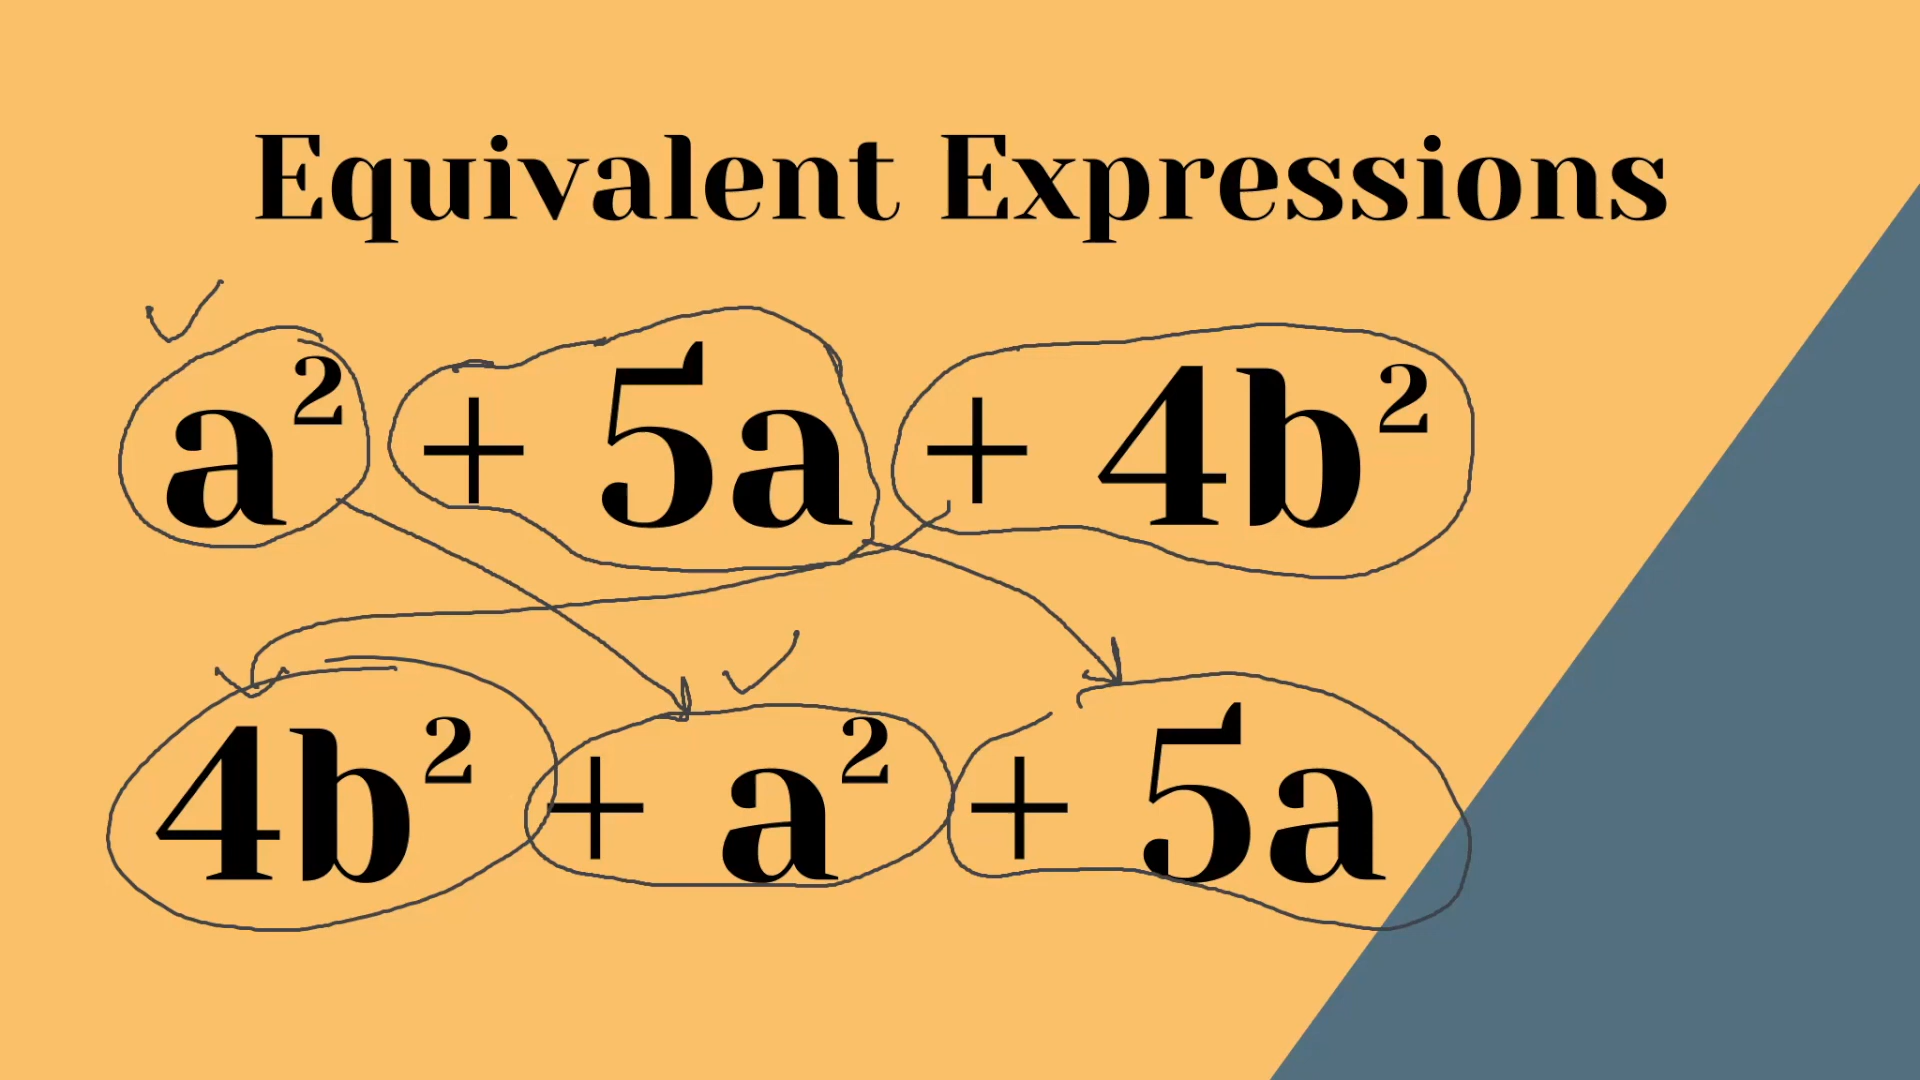 Equivalent Expressions
a² + 5a + 4b²
4b² + a² + 5a